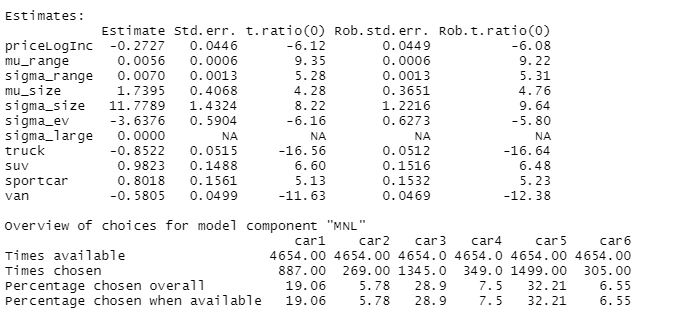 Estimates:
Estimate Std.err. t.ratio(0) Rob.std.err. Rob.t.ratio(0)
priceLogInc -0.2727 0.0446 -6.12 0.0449 -6.08
mu_range 0.0056 0.0006 9.35 0.0006 9.22
sigma_range 0.0070 0.0013 5.28 0.0013 5.31
mu_size 1.7395 0.4068 4.28 0.3651 4.76
sigma_size 11.7789 1.4324 8.22 1.2216 9.64
sigma_ev -3.6376 0.5904 -6.16 0.6273 -5.80
sigma_large 0.0000 NA NA NA NA
truck -0.8522 0.0515 -16.56 0.0512 -16.64
suv 0.9823 0.1488 6.60 0.1516 6.48
sportcar 0.8018 0.1561 5.13 0.1532 5.23
van -0.5805 0.0499 -11.63 0.0469 -12.38
Overview of choices for model component "MNL"
car1 car2 car3 car4 car5 car6
Times available 4654.00 4654.00 4654.0 4654.0 4654.00 4654.00
Times chosen 887.00 269.00 1345.0 349.0 1499.00 305.00
Percentage chosen overall 19.06 5.78 28.9 7.5 32.21 6.55
Percentage chosen when available 19.06 5.78 28.9 7.5 32.21 6.55